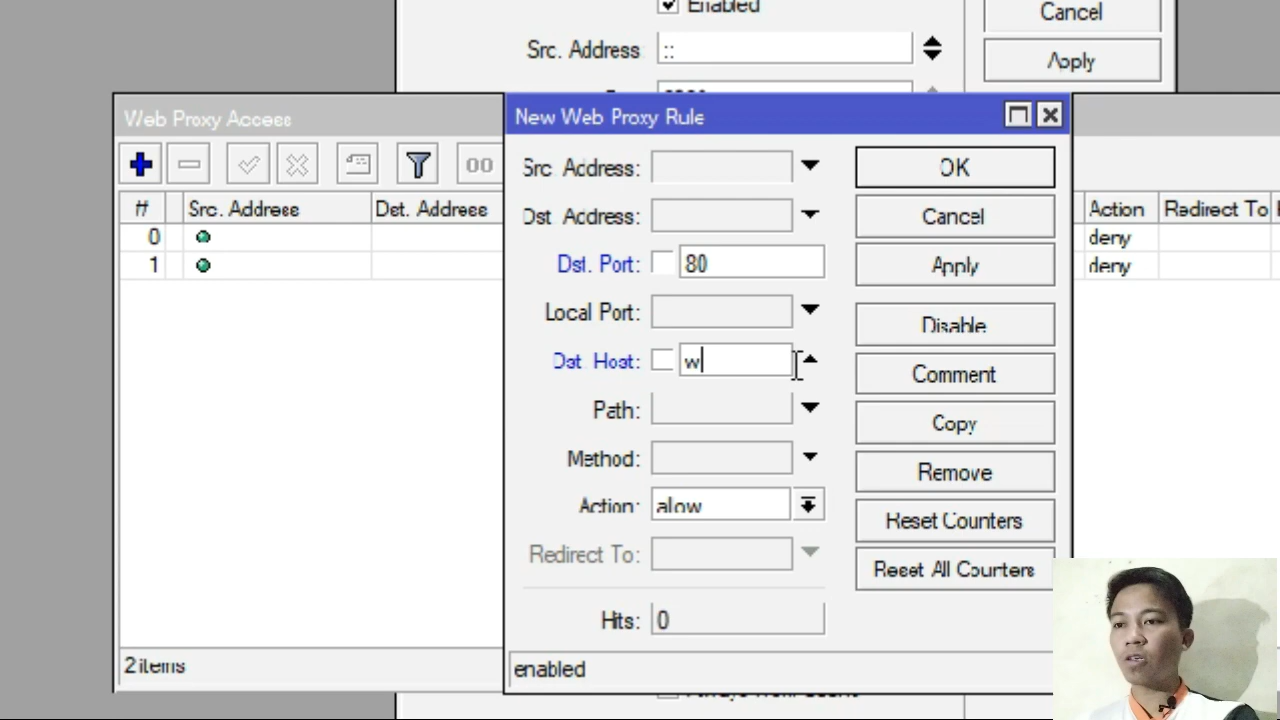 Enabled
Cancel
Src. Address
::
Apply
Web Proxy Access
New Web Proxy Rule
Src. Address:
OK
00
#
Src. Address
Dst. Address
Dst. Address:
Cancel
Action
Redirect To
0
deny
Dst. Port:
80
Apply
1
deny
Local Port:
Disable
Dst. Host:
w
Comment
Path:
Copy
Method:
Remove
Action:
allow
Reset Counters
Redirect To:
Reset All Counters
Hits:
0
2 items
enabled